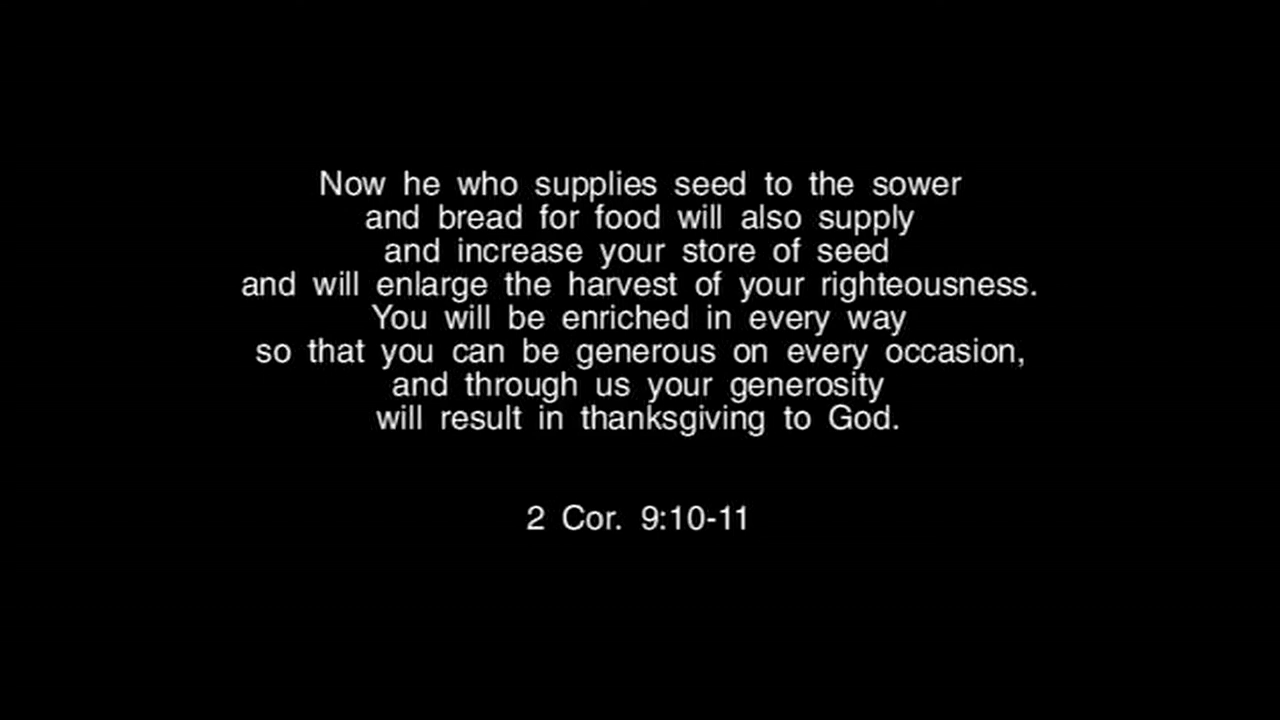 Now he who supplies seed to the sower
and bread for food will also supply
and increase your store of seed
and will enlarge the harvest of your righteousness.
You will be enriched in every way
so that you can be generous on every occasion,
and through us your generosity
will result in thanksgiving to God.
2 Cor. 9:10-11